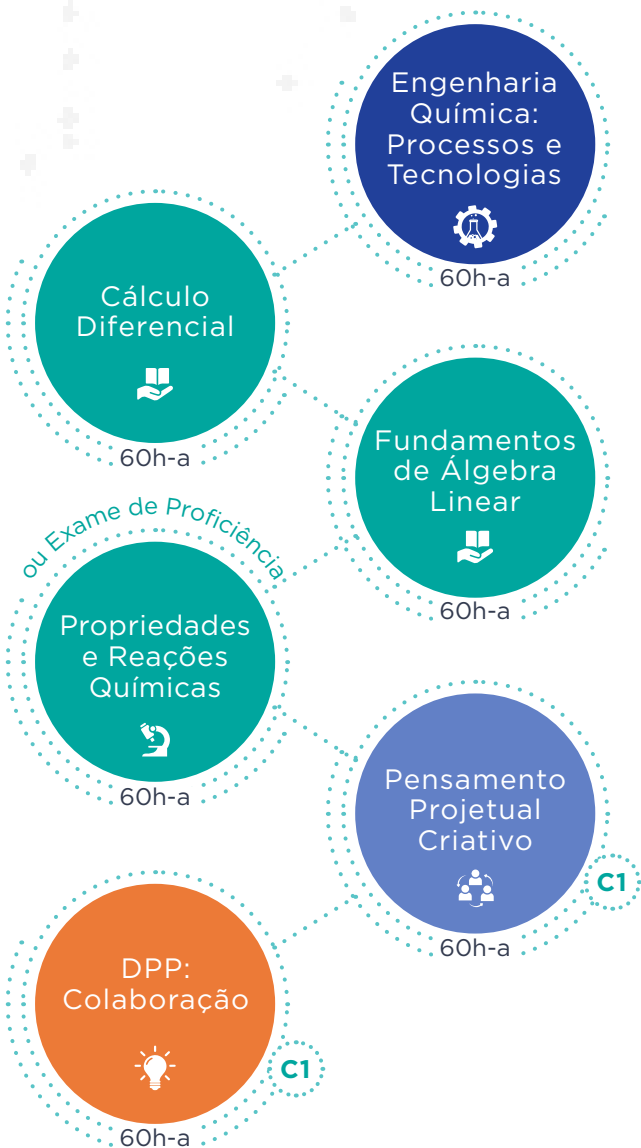 Engenharia
Química:
Processos e
Tecnologias
60h-a
Cálculo
Diferencial
60h-a
Fundamentos
de Álgebra
Linear
60h-a
ou Exame de Proficiência
Propriedades
e Reações
Químicas
60h-a
Pensamento
Projetual
Criativo
C1
60h-a
DPP:
Colaboração
C1
60h-a